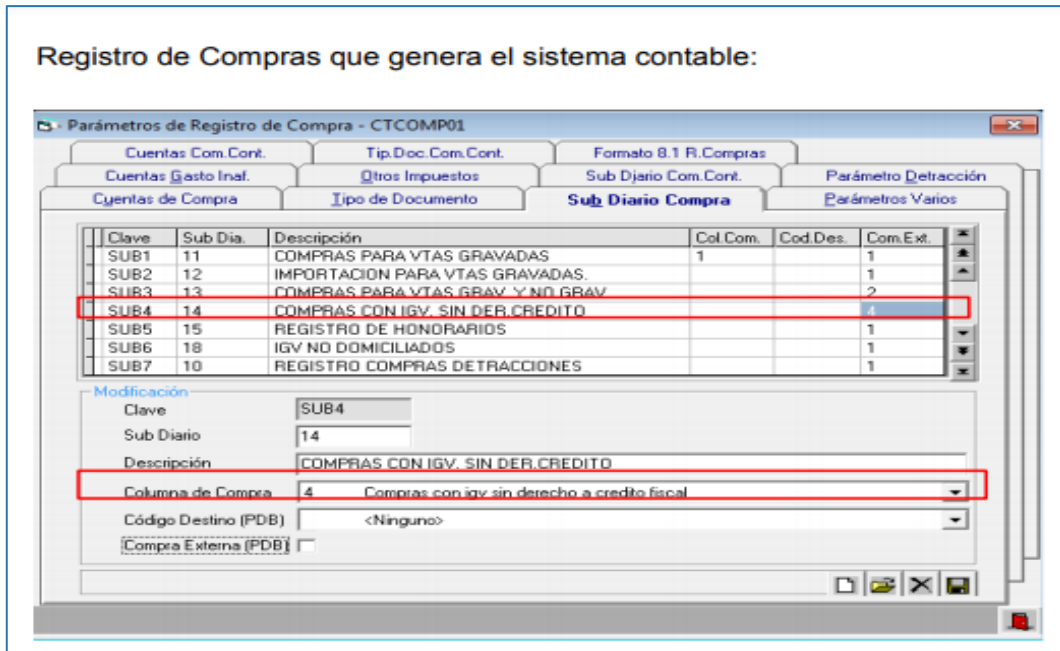 Registro de Compras que genera el sistema contable:
Parámetros de Registro de Compra - CTCOMP01
Cuentas Com.Cont. Tip.Doc.Com.Cont. Formato 8.1 R.Compras
Cuentas Gasto Inaf. Otros Impuestos Sub Diario Com.Cont. Parámetro Detracción
Cuentas de Compra Tipo de Documento Sub Diario Compra Parámetros Varios
Clave Sub Dia. Descripción Col.Com. Cod.Des. Com.Ext.
SUB1 11 COMPRAS PARA VTAS GRAVADAS 1 1
SUB2 12 IMPORTACION PARA VTAS GRAVADAS. 1
SUB3 13 COMPRAS PARA VTAS GRAV. Y NO GRAV 2
SUB4 14 COMPRAS CON IGV. SIN DER.CREDITO 4
SUB5 15 REGISTRO DE HONORARIOS 1
SUB6 18 IGV NO DOMICILIADOS 1
SUB7 10 REGISTRO COMPRAS DETRACCIONES 1
Modificación
Clave SUB4
Sub Diario 14
Descripción COMPRAS CON IGV. SIN DER.CREDITO
Columna de Compra 4 Compras con igv sin derecho a credito fiscal
Código Destino (PDB) <Ninguno>
Compra Externa (PDB)